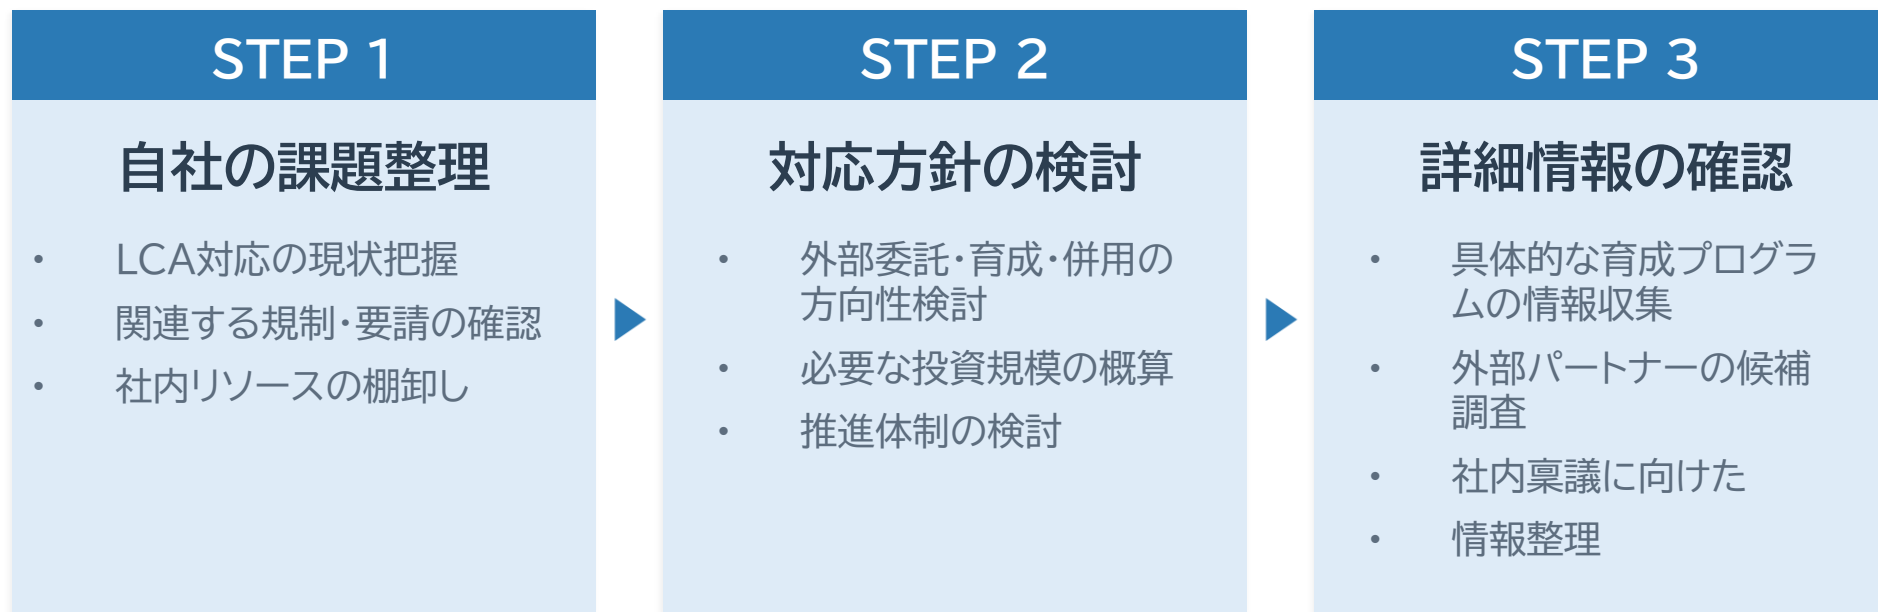 STEP 1
自社の課題整理
・ LCA対応の現状把握
・ 関連する規制・要請の確認
・ 社内リソースの棚卸し
STEP 2
対応方針の検討
・ 外部委託・育成・併用の
方向性検討
・ 必要な投資規模の概算
・ 推進体制の検討
STEP 3
詳細情報の確認
・ 具体的な育成プログラ
ムの情報収集
・ 外部パートナーの候補
調査
・ 社内稟議に向けた
・ 情報整理